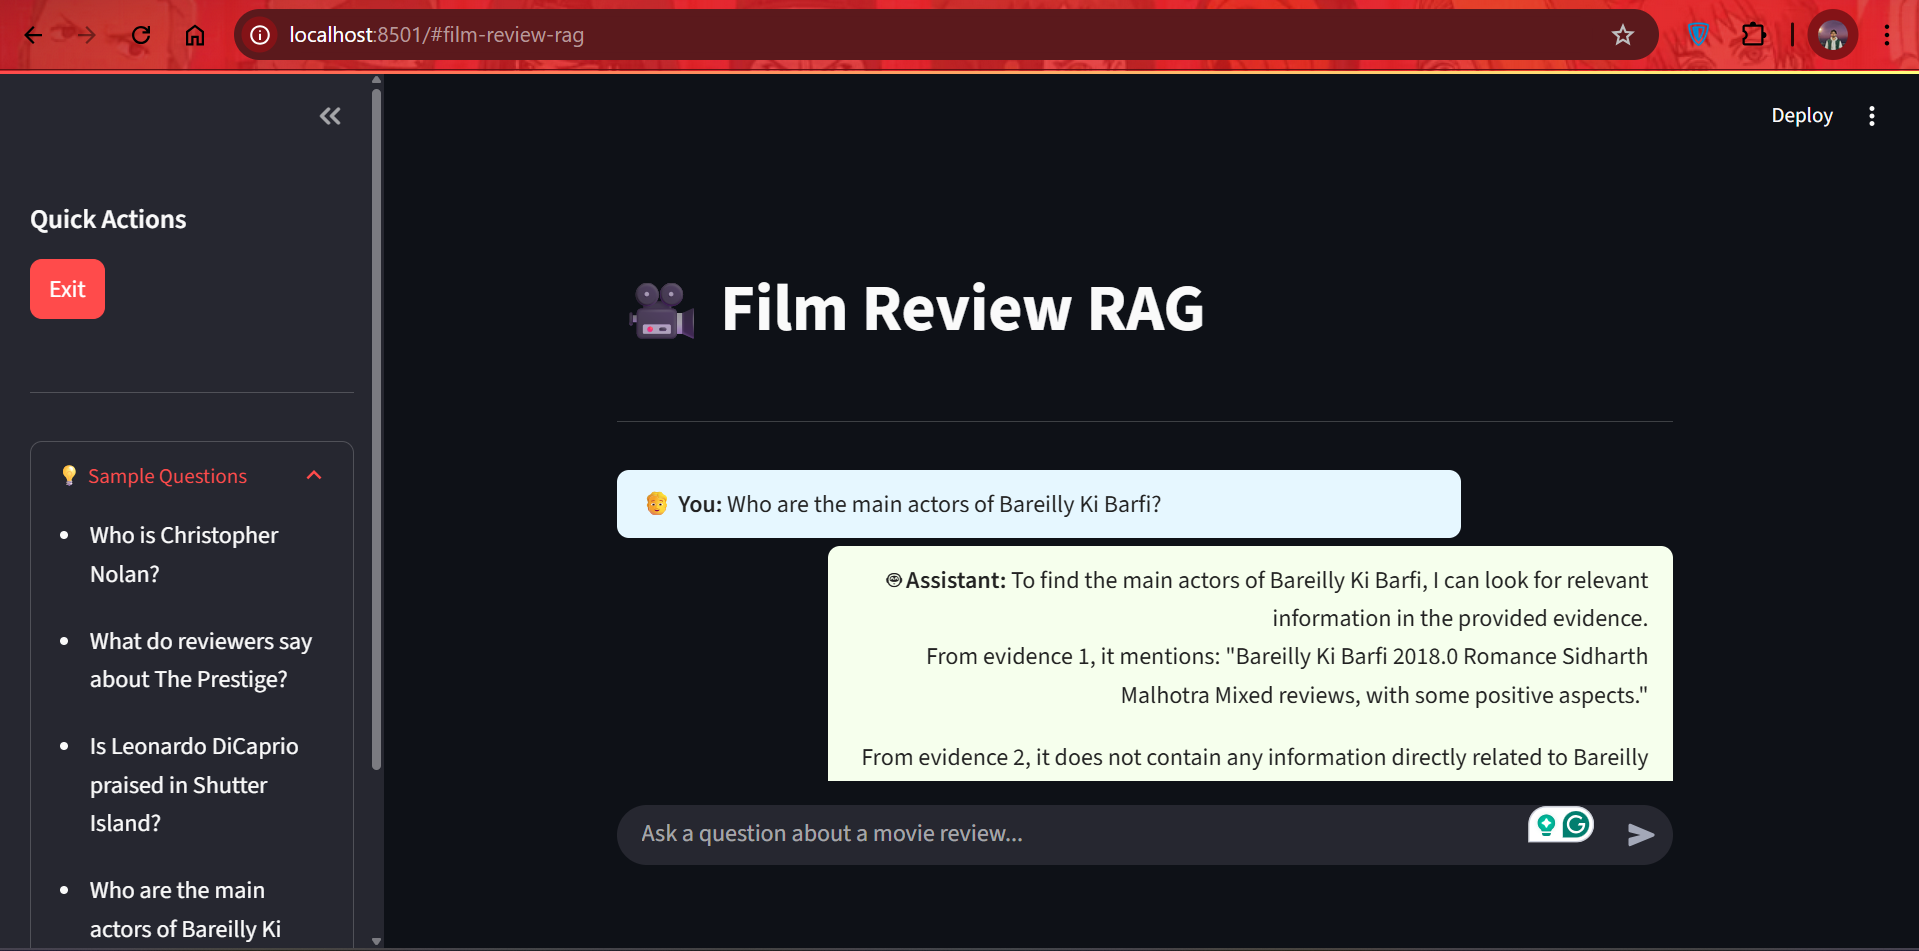 localhost:8501/#film-review-rag
Deploy
Quick Actions
Exit
Sample Questions
Who is Christopher
Nolan?
What do reviewers say
about The Prestige?
Is Leonardo DiCaprio
praised in Shutter
Island?
Who are the main
actors of Bareilly Ki
Film Review RAG
You: Who are the main actors of Bareilly Ki Barfi?
Assistant: To find the main actors of Bareilly Ki Barfi, I can look for relevant
information in the provided evidence.
From evidence 1, it mentions: "Bareilly Ki Barfi 2018.0 Romance Sidharth
Malhotra Mixed reviews, with some positive aspects."
From evidence 2, it does not contain any information directly related to Bareilly
Ask a question about a movie review...